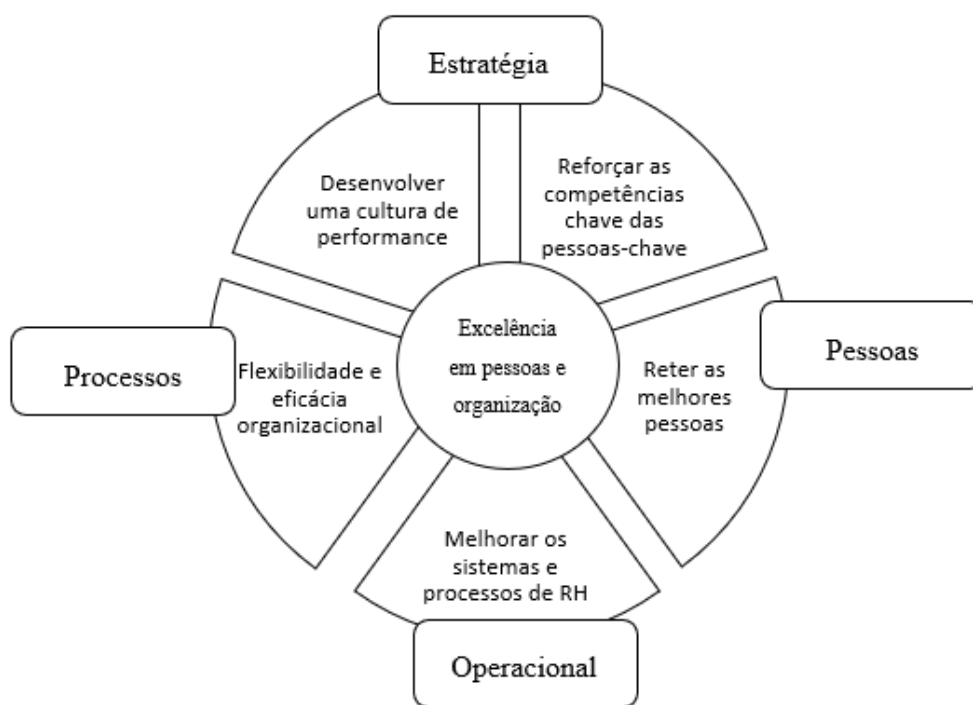 Estratégia
Desenvolver
uma cultura de
performance
Reforçar as
competências
chave das
pessoas-chave
Processos
Flexibilidade e
eficácia
organizacional
Excelência
em pessoas e
organização
Reter as
melhores
pessoas
Pessoas
Melhorar os
sistemas e
processos de RH
Operacional